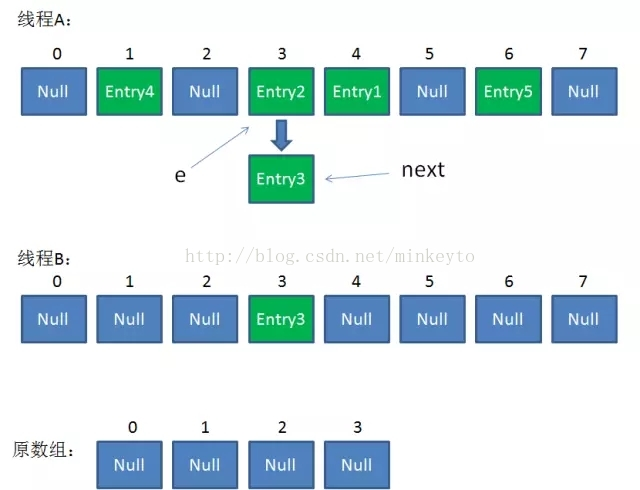 线程A：
0 1 2 3 4 5 6 7
Null Entry4 Null Entry2 Entry1 Null Entry5 Null
e Entry3 next
http://blog.csdn.net/minkeyto
线程B：
0 1 2 3 4 5 6 7
Null Null Null Entry3 Null Null Null Null
0 1 2 3
原数组： Null Null Null Null